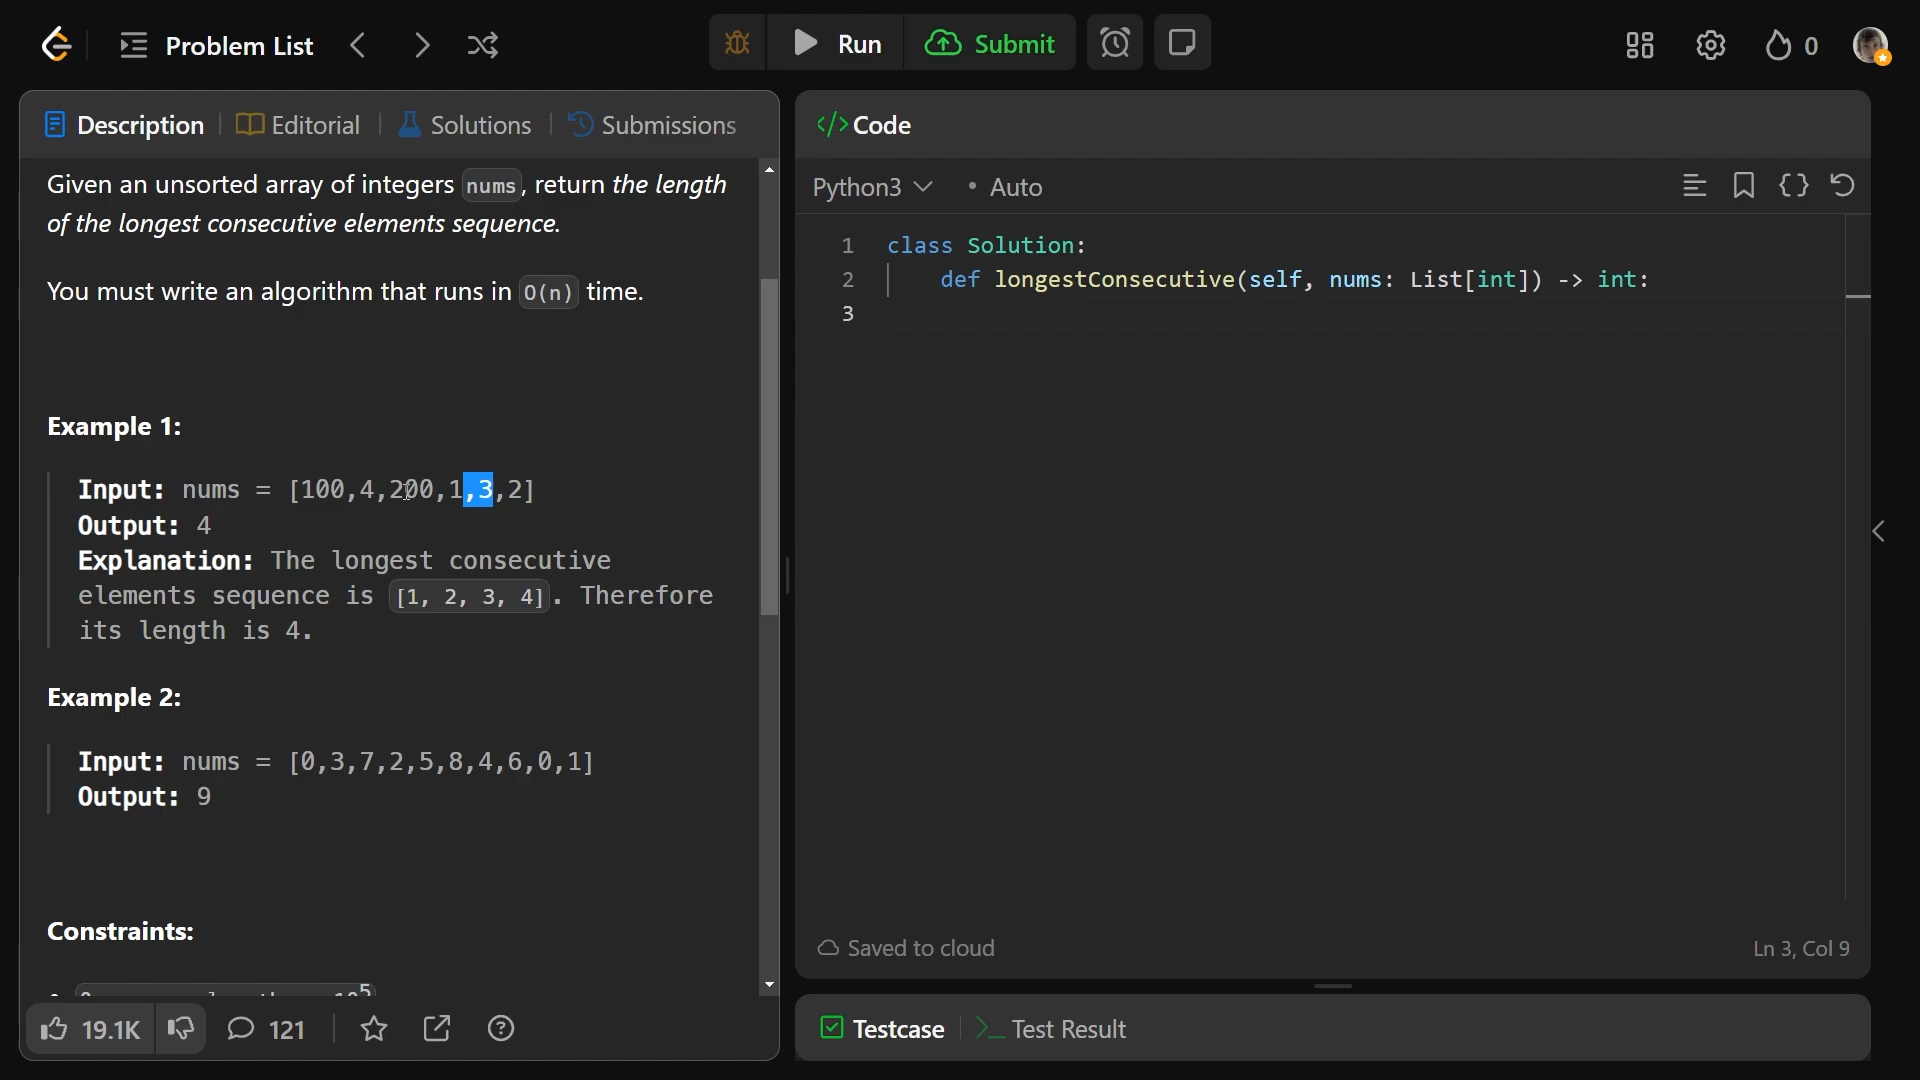 Problem List
Run
Submit
0
Description
Editorial
Solutions
Submissions
Given an unsorted array of integers nums, return the length
of the longest consecutive elements sequence.
You must write an algorithm that runs in O(n) time.
Example 1:
Input: nums = [100,4,200,1,3,2]
Output: 4
Explanation: The longest consecutive
elements sequence is [1, 2, 3, 4]. Therefore
its length is 4.
Example 2:
Input: nums = [0,3,7,2,5,8,4,6,0,1]
Output: 9
Constraints:
19.1K
121
</> Code
Python3
• Auto
1 class Solution:
2 def longestConsecutive(self, nums: List[int]) -> int:
3
Saved to cloud
Ln 3, Col 9
Testcase
Test Result